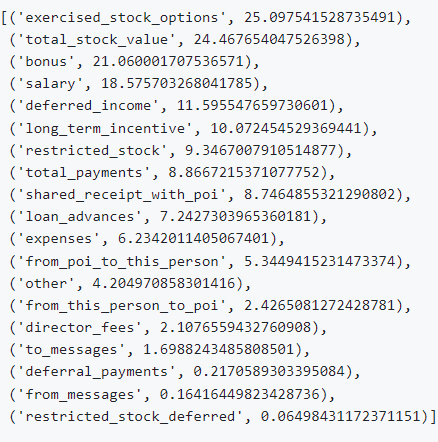 [('exercised_stock_options', 25.097541528735491),
('total_stock_value', 24.467654047526398),
('bonus', 21.060001707536571),
('salary', 18.575703268041785),
('deferred_income', 11.595547659730601),
('long_term_incentive', 10.072454529369441),
('restricted_stock', 9.3467007910514877),
('total_payments', 8.8667215371077752),
('shared_receipt_with_poi', 8.7464855321290802),
('loan_advances', 7.2427303965360181),
('expenses', 6.2342011405067401),
('from_poi_to_this_person', 5.3449415231473374),
('other', 4.204970858301416),
('from_this_person_to_poi', 2.4265081272428781),
('director_fees', 2.1076559432760908),
('to_messages', 1.6988243485808501),
('deferral_payments', 0.2170589303395084),
('from_messages', 0.16416449823428736),
('restricted_stock_deferred', 0.06498431172371151)]